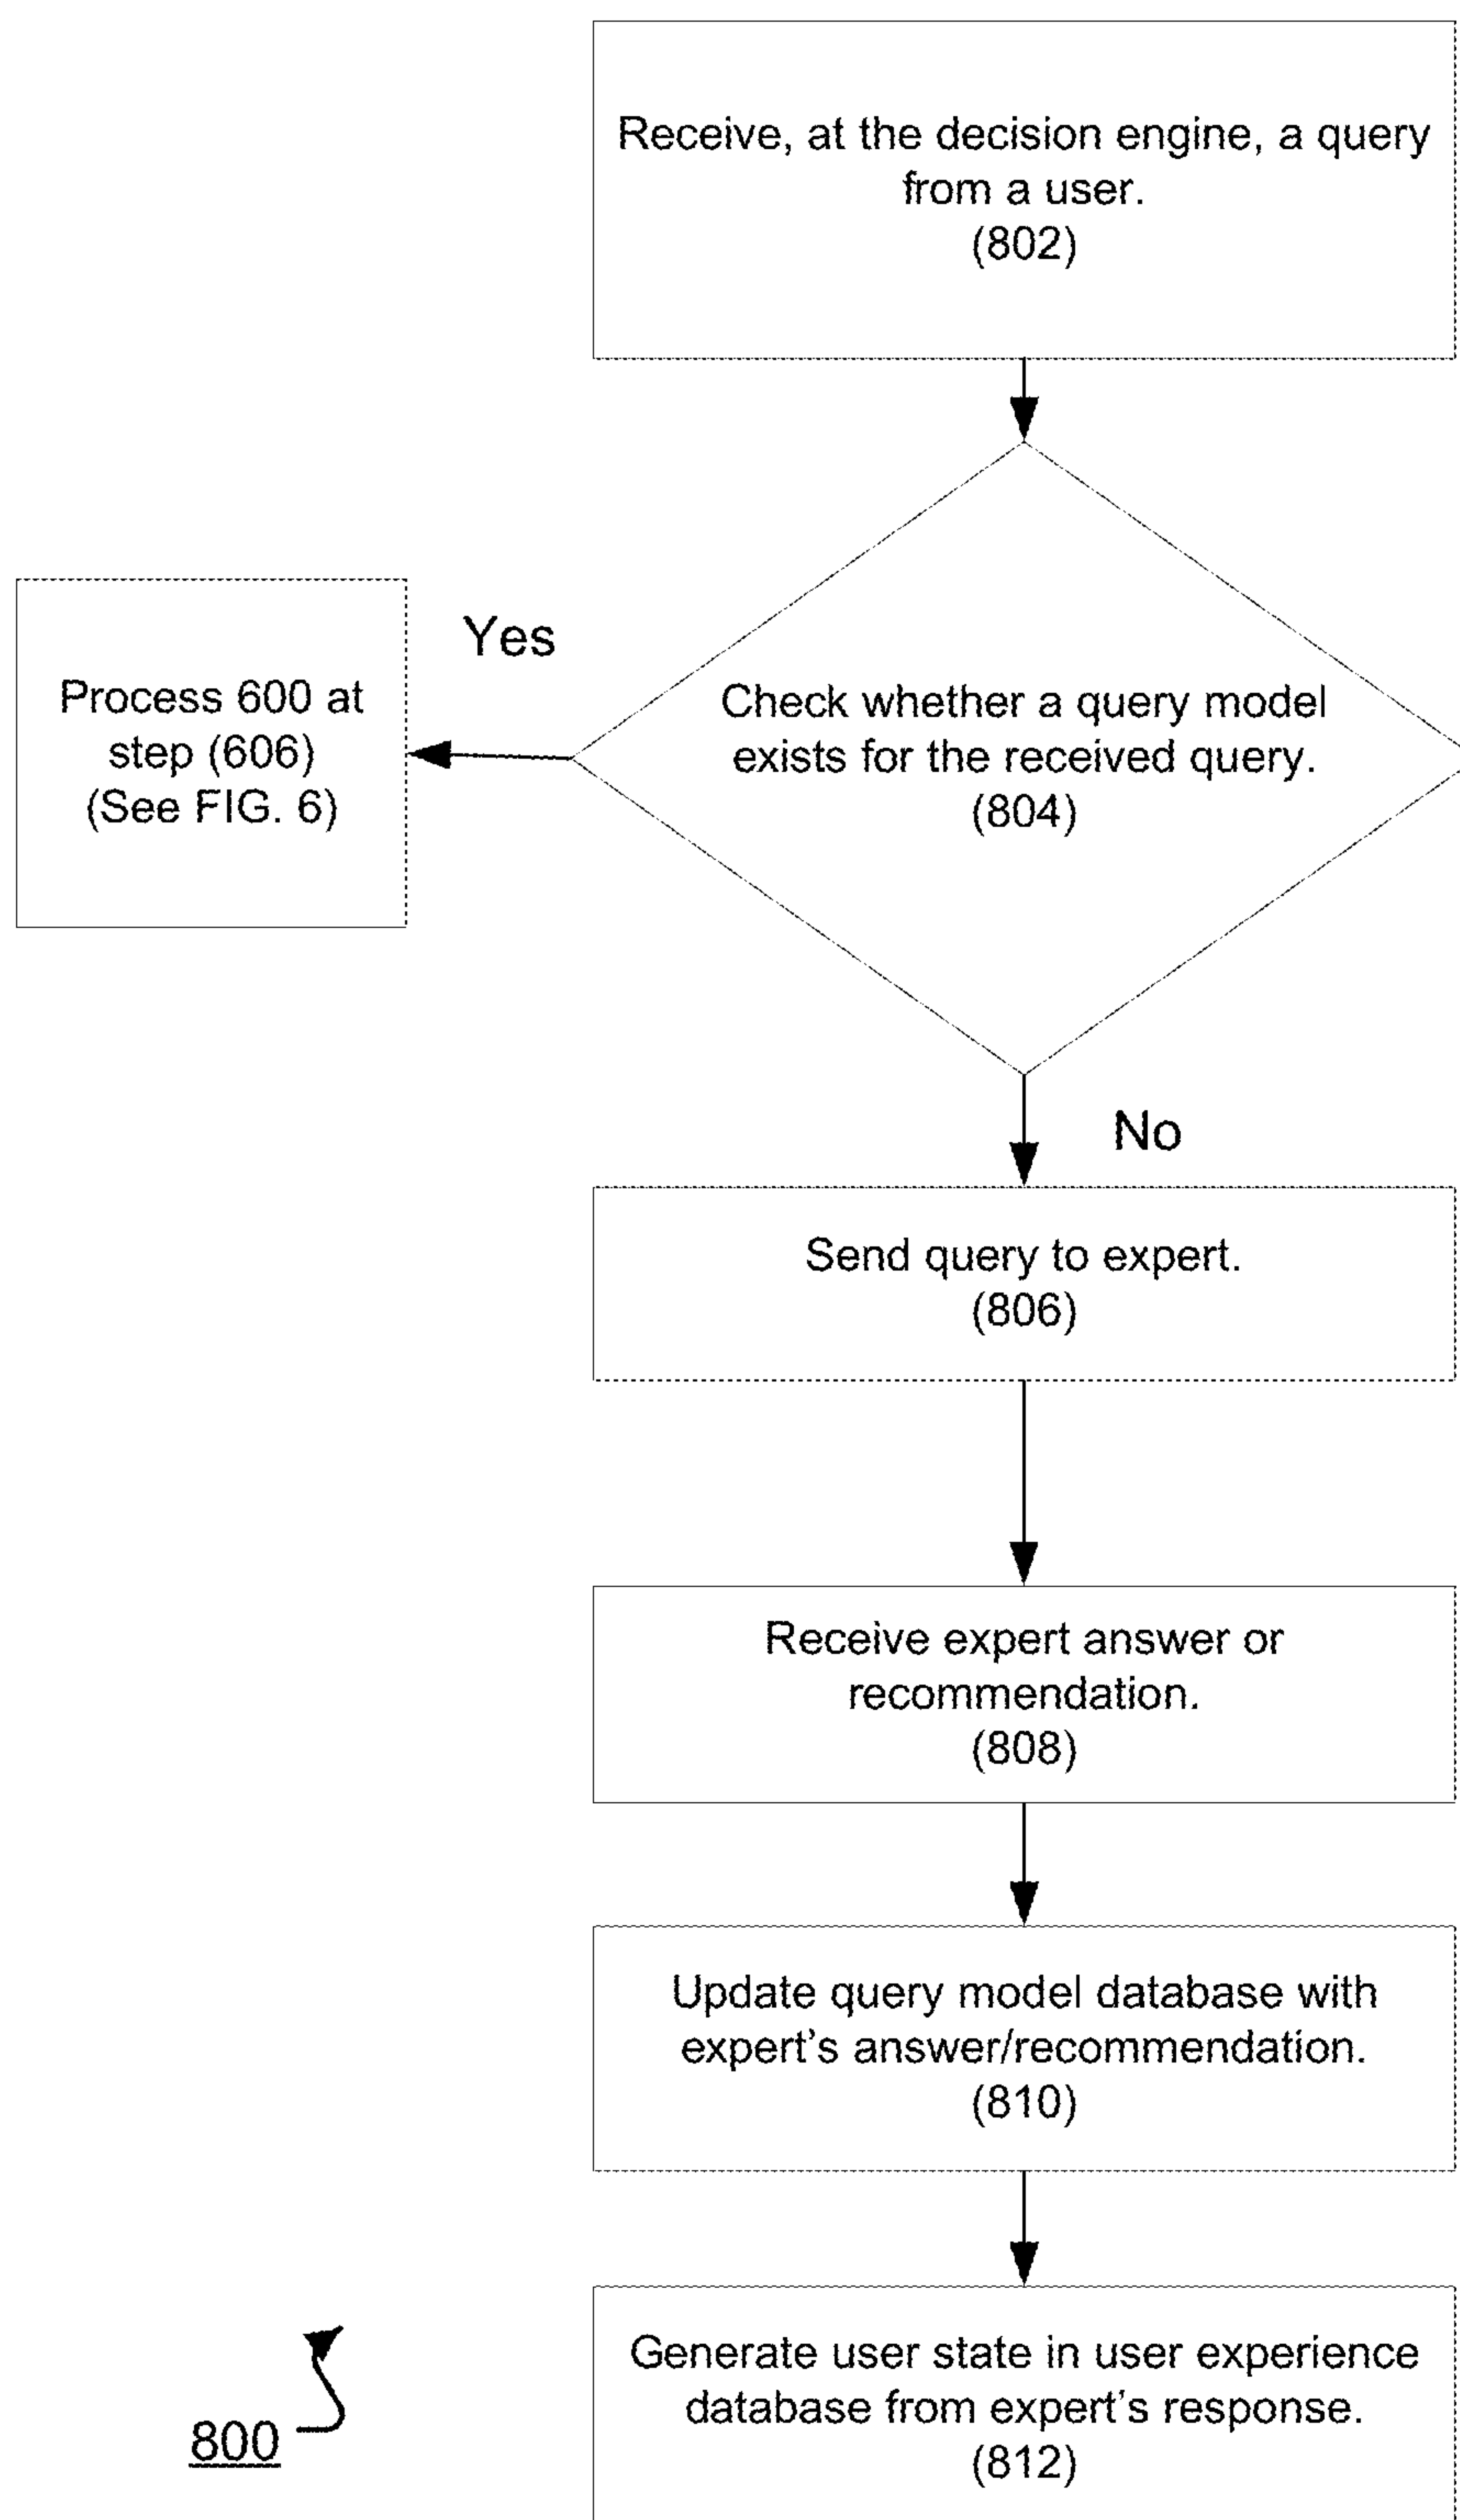 Receive, at the decision engine, a query
from a user.
(802)
Yes
Process 600 at
step (606)
(See FIG. 6)
Check whether a query model
exists for the received query.
(804)
No
Send query to expert.
(806)
Receive expert answer or
recommendation.
(808)
Update query model database with
expert's answer/recommendation.
(810)
Generate user state in user experience
database from expert's response.
(812)
800